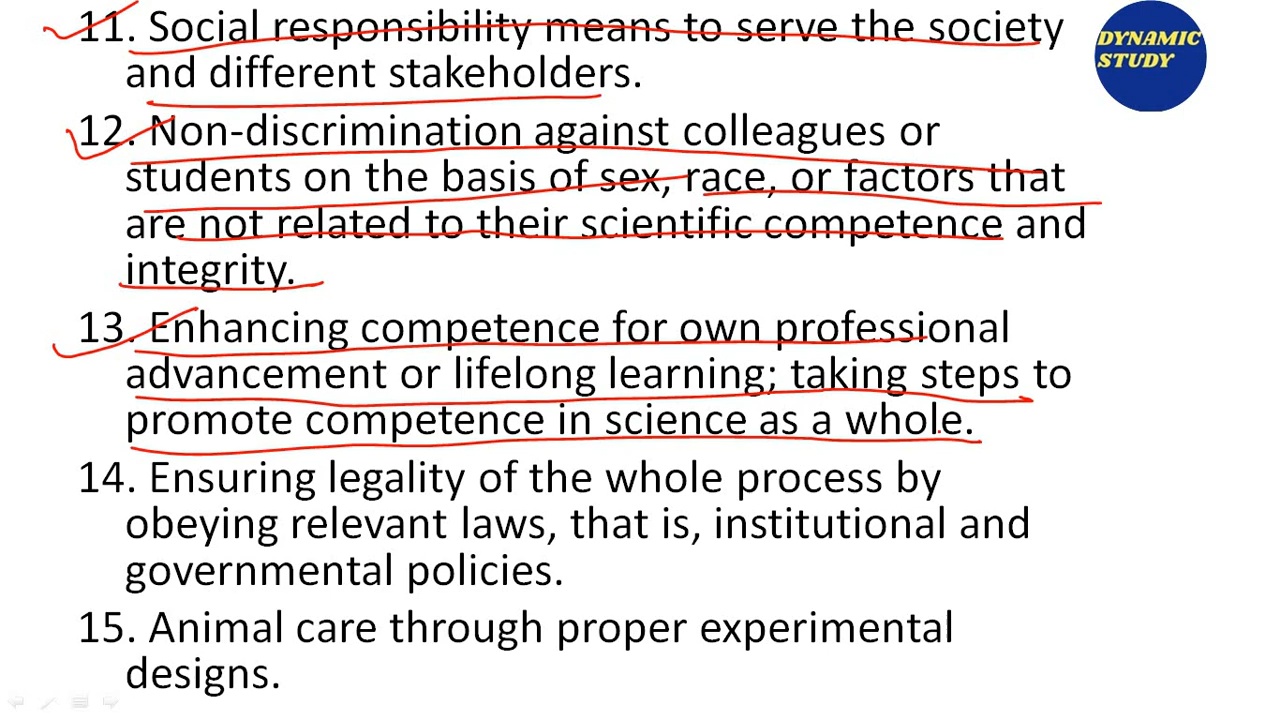 11. Social responsibility means to serve the society
and different stakeholders.
12. Non-discrimination against colleagues or
students on the basis of sex, race, or factors that
are not related to their scientific competence and
integrity.
13. Enhancing competence for own professional
advancement or lifelong learning; taking steps to
promote competence in science as a whole.
14. Ensuring legality of the whole process by
obeying relevant laws, that is, institutional and
governmental policies.
15. Animal care through proper experimental
designs.
DYNAMIC
STUDY